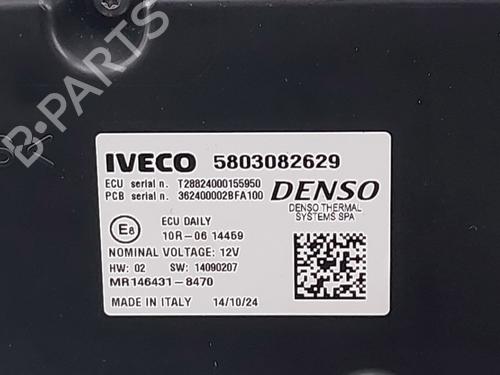 IVECO 5803082629
ECU serial n. T28824000155950
PCB serial n. 362400002BFA100
DENSO
DENSO THERMAL
SYSTEMS SPA
E8
ECU DAILY
10R-06 14459
NOMINAL VOLTAGE: 12V
HW: 02 SW: 14090207
MR146431-8470
MADE IN ITALY 14/10/24
B-PARTS